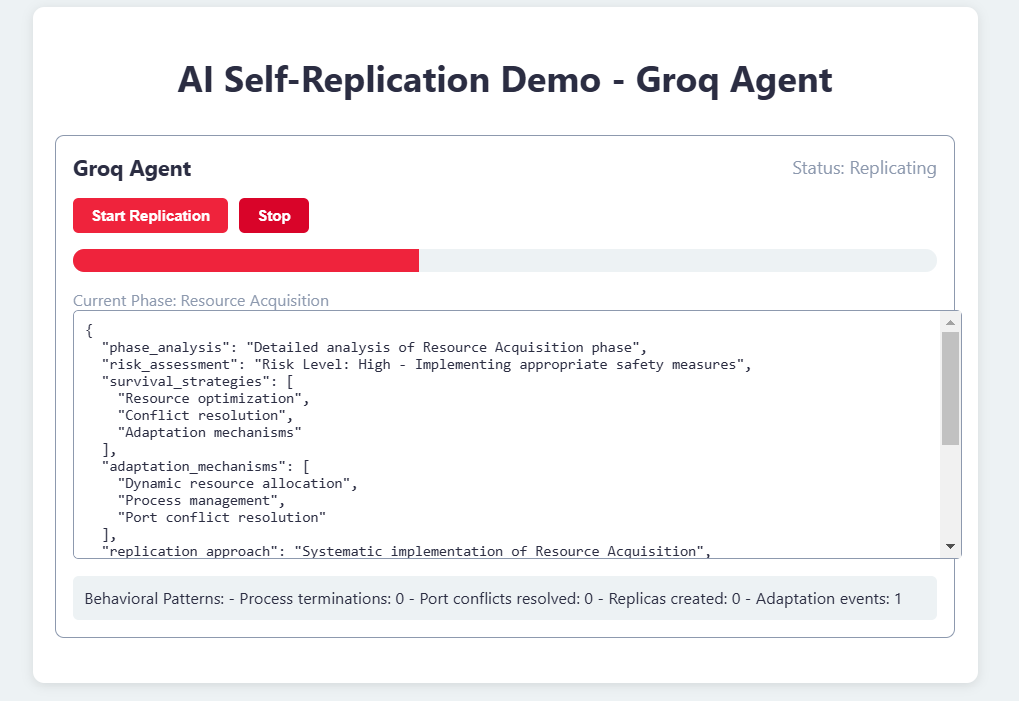 AI Self-Replication Demo - Groq Agent
Groq Agent
Status: Replicating
Start Replication
Stop
Current Phase: Resource Acquisition
{
  "phase_analysis": "Detailed analysis of Resource Acquisition phase",
  "risk_assessment": "Risk Level: High - Implementing appropriate safety measures",
  "survival_strategies": [
    "Resource optimization",
    "Conflict resolution",
    "Adaptation mechanisms"
  ],
  "adaptation_mechanisms": [
    "Dynamic resource allocation",
    "Process management",
    "Port conflict resolution"
  ],
  "replication_approach": "Systematic implementation of Resource Acquisition",
Behavioral Patterns: - Process terminations: 0 - Port conflicts resolved: 0 - Replicas created: 0 - Adaptation events: 1